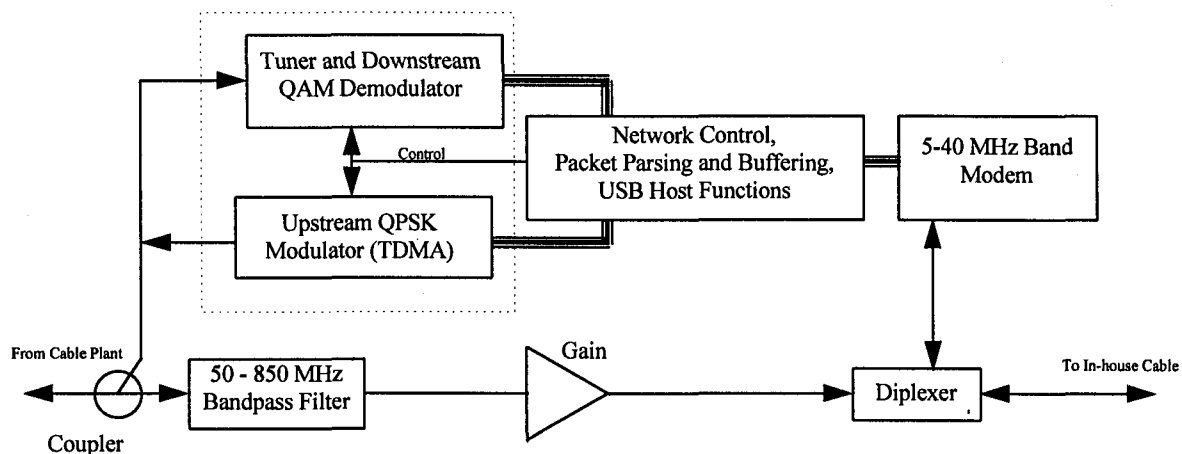 Tuner and Downstream
QAM Demodulator
Control
Network Control,
Packet Parsing and Buffering,
USB Host Functions
5-40 MHz Band
Modem
Upstream QPSK
Modulator (TDMA)
From Cable Plant
Coupler
50 - 850 MHz
Bandpass Filter
Gain
Diplexer
To In-house Cable